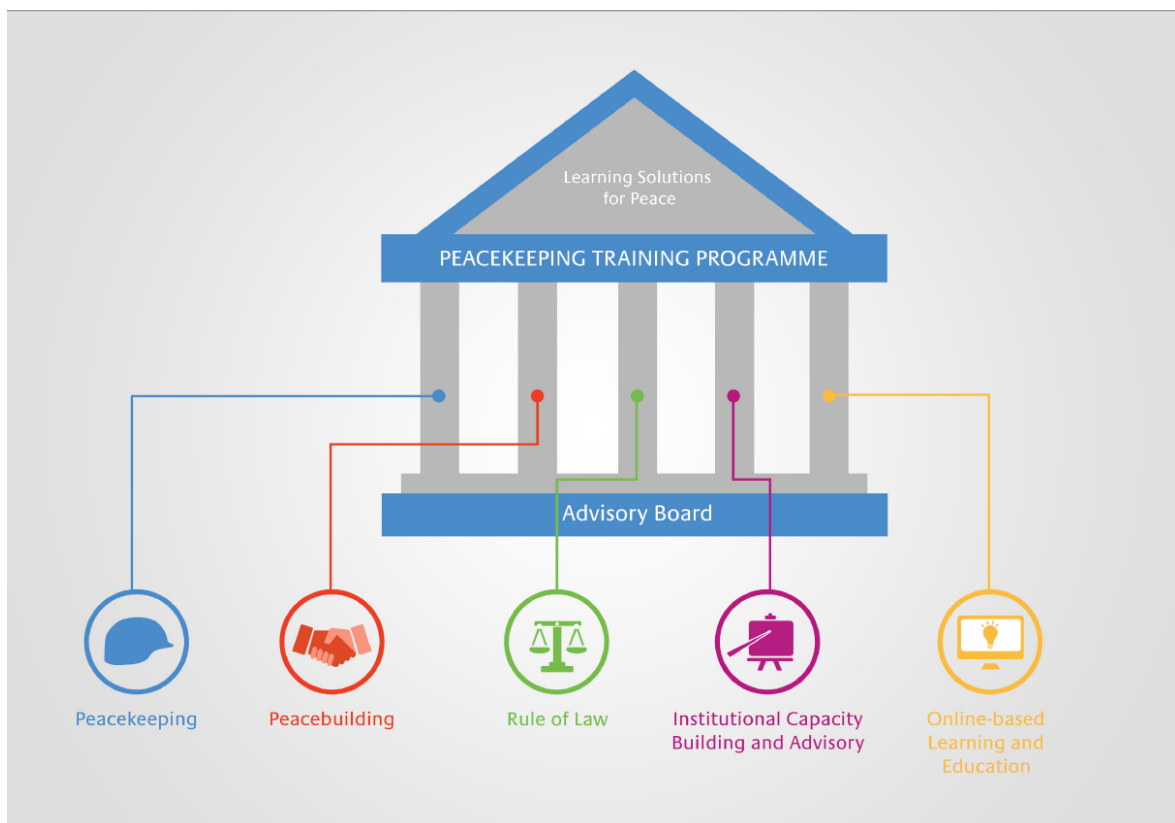 Learning Solutions
for Peace
PEACEKEEPING TRAINING PROGRAMME
Advisory Board
Peacekeeping
Peacebuilding
Rule of Law
Institutional Capacity
Building and Advisory
Online-based
Learning and
Education